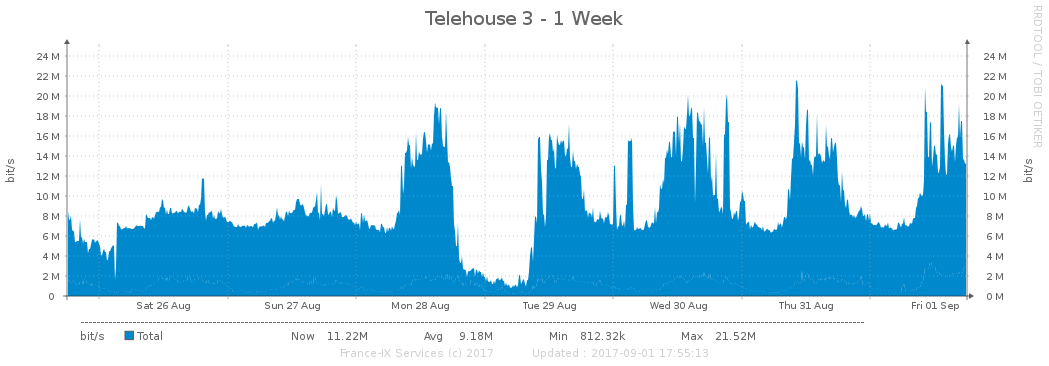 Telehouse 3 - 1 Week
RRDTOOL / TOBI OETIKER
24 M 24 M
22 M 22 M
20 M 20 M
18 M 18 M
16 M 16 M
14 M 14 M
12 M 12 M
10 M 10 M
8 M 8 M
6 M 6 M
4 M 4 M
2 M 2 M
0 0 M
bit/s
bit/s
Sat 26 Aug Sun 27 Aug Mon 28 Aug Tue 29 Aug Wed 30 Aug Thu 31 Aug Fri 01 Sep
bit/s Total Now 11.22M Avg 9.18M Min 812.32k Max 21.52M
France-IX Services (c) 2017 Updated : 2017-09-01 17:55:13